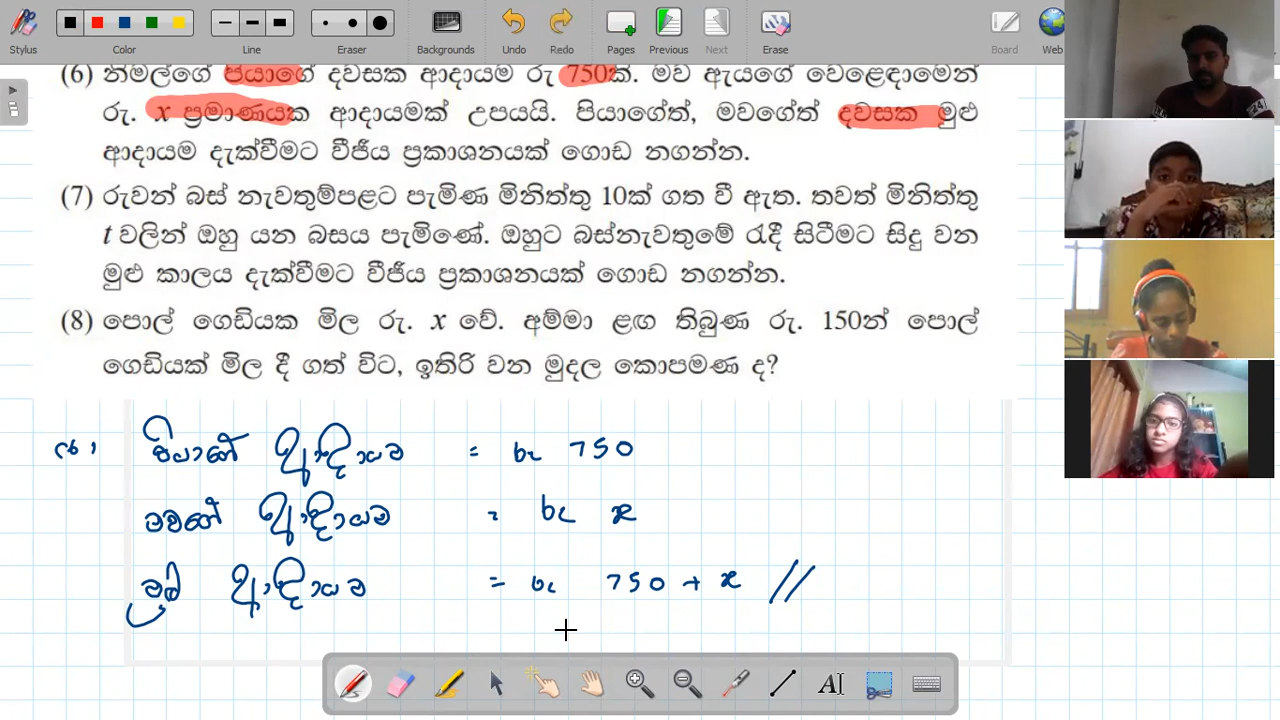 Stylus
Color
Line
Eraser
Backgrounds
Undo
Redo
Pages
Previous
Next
Erase
Board
Web
(6) නිමල්ගේ පියාගේ දවසක ආදායම රු 750කි. මව ඇයගේ වෙළෙඳාමෙන්
රු. x ප්‍රමාණයක ආදායමක් උපයයි. පියාගේත්, මවගේත් දවසක මුළු
ආදායම දැක්වීමට වීජීය ප්‍රකාශනයක් ගොඩ නගන්න.
(7) රුවන් බස් නැවතුම්පළට පැමිණ මිනිත්තු 10ක් ගත වී ඇත. තවත් මිනිත්තු
t වලින් ඔහු යන බසය පැමිණේ. ඔහුට බස්නැවතුමේ රැදී සිටීමට සිදු වන
මුළු කාලය දැක්වීමට වීජීය ප්‍රකාශනයක් ගොඩ නගන්න.
(8) පොල් ගෙඩියක මිල රු. x වේ. අම්මා ළඟ තිබුණ රු. 150න් පොල්
ගෙඩියක් මිල දී ගත් විට, ඉතිරි වන මුදල කොපමණ ද?
පියාගේ ආදායම = රු 750
මවගේ ආදායම = රු x
මුළු ආදායම = රු 750 + x //